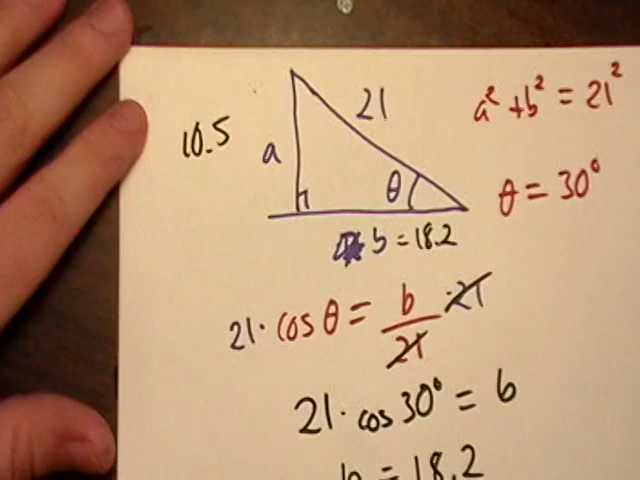 21
a² + b² = 21²
10.5
a
θ
θ = 30°
b = 18.2
21 · cos θ = b/21 · 21
21 · cos 30° = b
b = 18.2